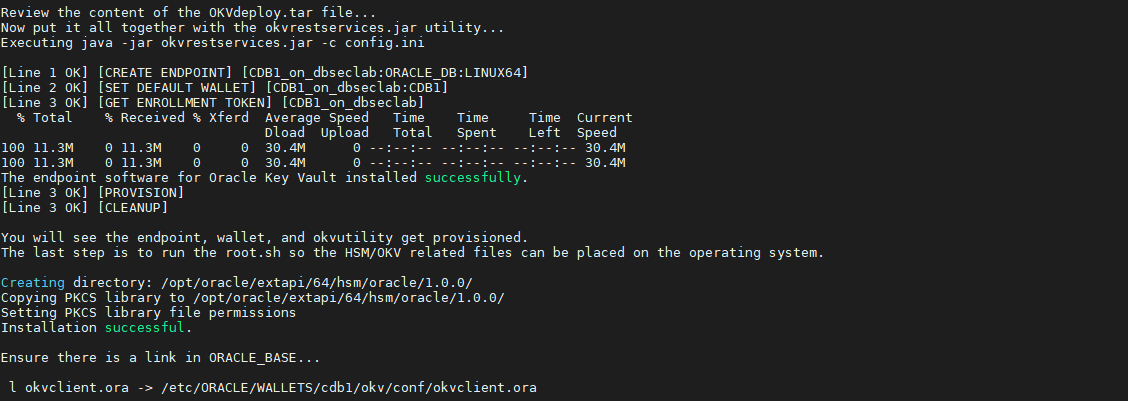 Review the content of the OKVdeploy.tar file...
Now put it all together with the okvrestservices.jar utility...
Executing java -jar okvrestservices.jar -c config.ini
[Line 1 OK] [CREATE ENDPOINT] [CDB1_on_dbseclab:ORACLE_DB:LINUX64]
[Line 2 OK] [SET DEFAULT WALLET] [CDB1_on_dbseclab:CDB1]
[Line 3 OK] [GET ENROLLMENT TOKEN] [CDB1_on_dbseclab]
  % Total    % Received % Xferd  Average Speed   Time    Time     Time  Current
                                 Dload  Upload   Total   Spent    Left  Speed
100 11.3M    0 11.3M    0     0  30.4M      0 --:--:-- --:--:-- --:--:-- 30.4M
100 11.3M    0 11.3M    0     0  30.4M      0 --:--:-- --:--:-- --:--:-- 30.4M
The endpoint software for Oracle Key Vault installed successfully.
[Line 3 OK] [PROVISION]
[Line 3 OK] [CLEANUP]
You will see the endpoint, wallet, and okvutility get provisioned.
The last step is to run the root.sh so the HSM/OKV related files can be placed on the operating system.
Creating directory: /opt/oracle/extapi/64/hsm/oracle/1.0.0/
Copying PKCS library to /opt/oracle/extapi/64/hsm/oracle/1.0.0/
Setting PKCS library file permissions
Installation successful.
Ensure there is a link in ORACLE_BASE...
 l okvclient.ora -> /etc/ORACLE/WALLETS/cdb1/okv/conf/okvclient.ora